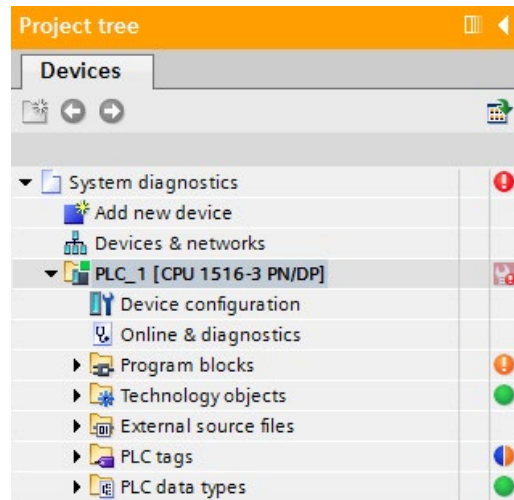 Project tree
Devices
System diagnostics
Add new device
Devices & networks
PLC_1 [CPU 1516-3 PN/DP]
Device configuration
Online & diagnostics
Program blocks
Technology objects
External source files
PLC tags
PLC data types